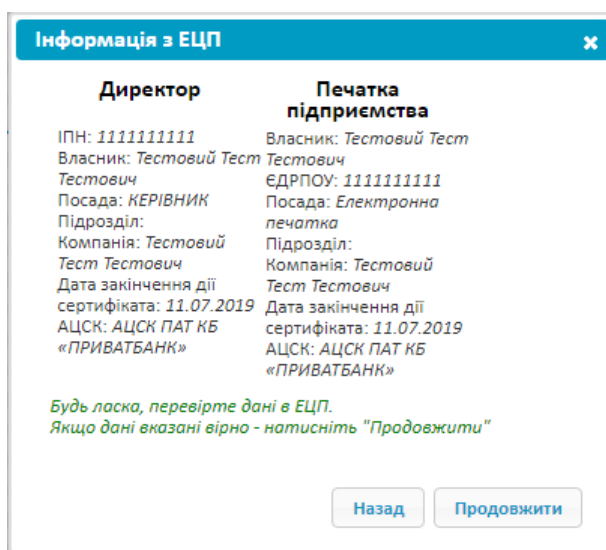 Інформація з ЕЦП
Директор
ІПН: 1111111111
Власник: Тестовий Тест
Тестович
Посада: КЕРІВНИК
Підрозділ:
Компанія: Тестовий
Тест Тестович
Дата закінчення дії
сертифіката: 11.07.2019
АЦСК: АЦСК ПАТ КБ
«ПРИВАТБАНК»
Печатка
підприємства
Власник: Тестовий Тест
Тестович
ЄДРПОУ: 1111111111
Посада: Електронна
печатка
Підрозділ:
Компанія: Тестовий
Тест Тестович
Дата закінчення дії
сертифіката: 11.07.2019
АЦСК: АЦСК ПАТ КБ
«ПРИВАТБАНК»
Будь ласка, перевірте дані в ЕЦП.
Якщо дані вказані вірно - натисніть "Продовжити"
Назад
Продовжити